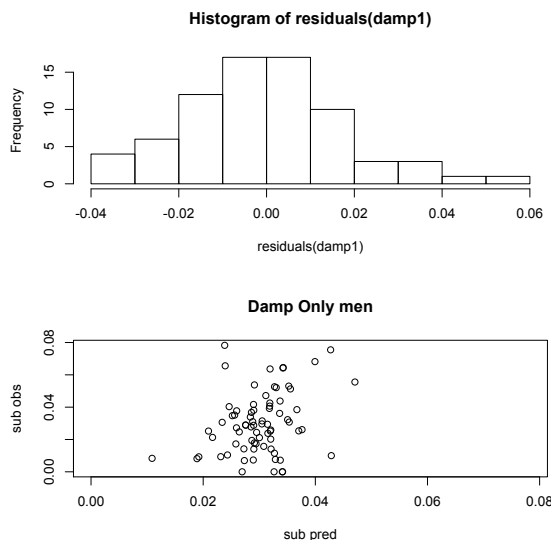 Histogram of residuals(damp1)
Frequency
15
10
5
0
-0.04 -0.02 0.00 0.02 0.04 0.06
residuals(damp1)
Damp Only men
sub obs
0.08
0.04
0.00
0.00 0.02 0.04 0.06 0.08
sub pred